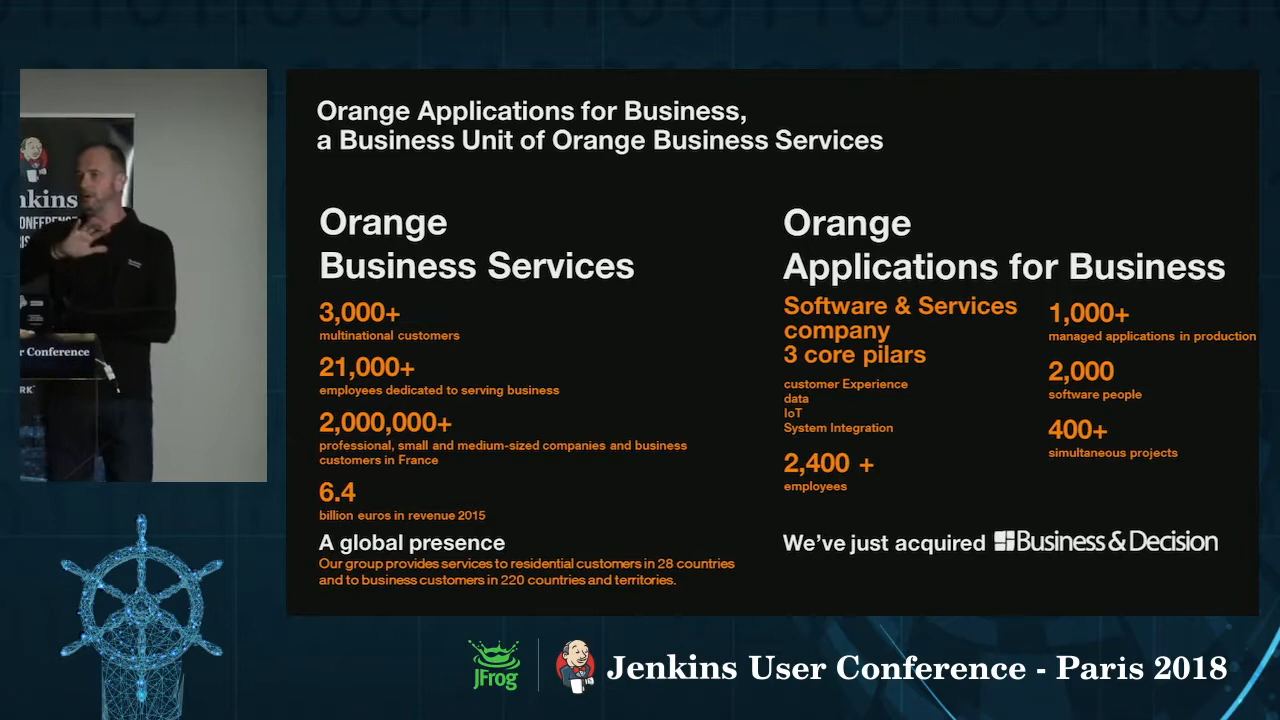 Orange Applications for Business,
a Business Unit of Orange Business Services
Orange
Business Services
3,000+
multinational customers
21,000+
employees dedicated to serving business
2,000,000+
professional, small and medium-sized companies and business
customers in France
6.4
billion euros in revenue 2015
A global presence
Our group provides services to residential customers in 28 countries
and to business customers in 220 countries and territories.
Orange
Applications for Business
Software & Services
company
3 core pilars
customer Experience
data
IoT
System Integration
2,400 +
employees
1,000+
managed applications in production
2,000
software people
400+
simultaneous projects
We've just acquired Business & Decision
nkins
r Conference
JFrog
Jenkins User Conference - Paris 2018